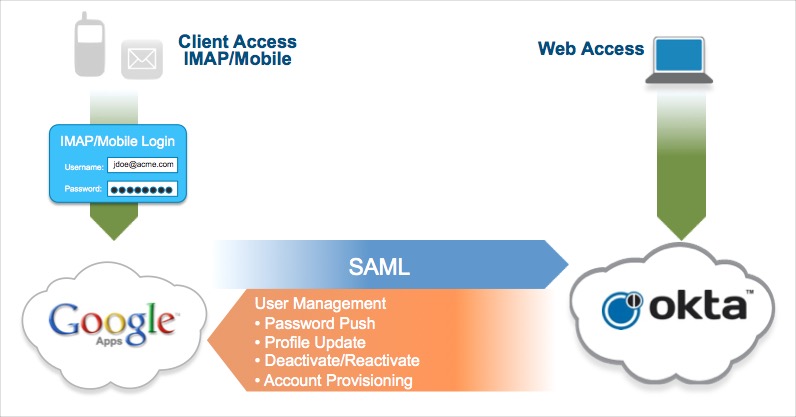 Client Access
IMAP/Mobile
Web Access
IMAP/Mobile Login
Username: jdoe@acme.com
Password: ●●●●●●●●
SAML
Google™
Apps
User Management
• Password Push
• Profile Update
• Deactivate/Reactivate
• Account Provisioning
okta™